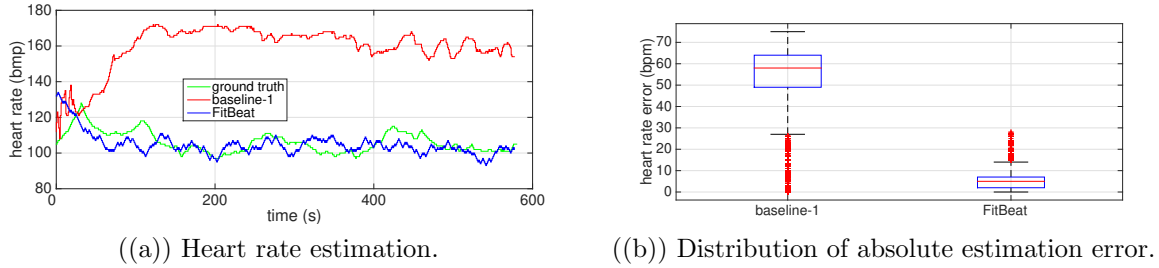 180
160
140
120
100
80
heart rate (bmp)
ground truth
baseline-1
FitBeat
0
200
400
600
time (s)
70
60
50
40
30
20
10
0
heart rate error (bpm)
baseline-1
FitBeat
((a)) Heart rate estimation.
((b)) Distribution of absolute estimation error.